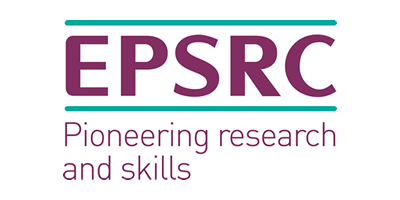 EPSRC
Pioneering research
and skills